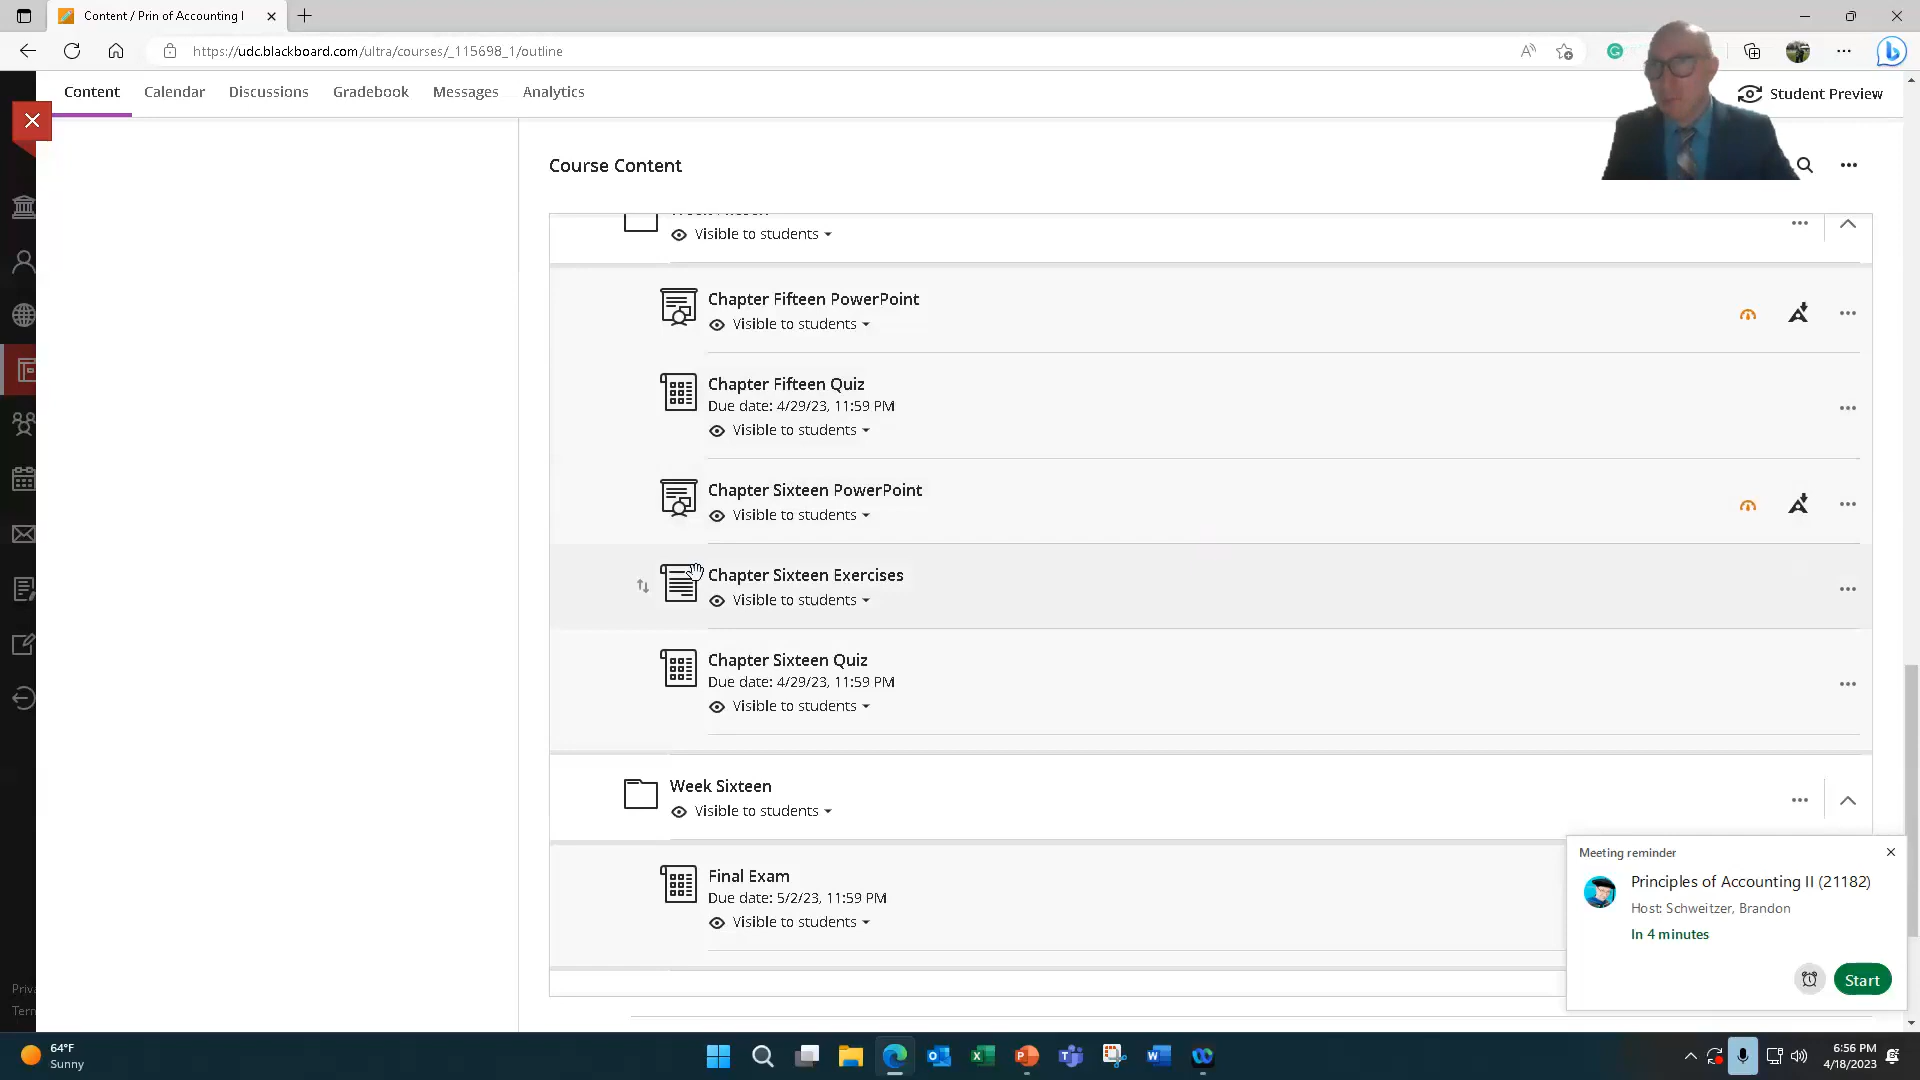 Content / Prin of Accounting I
https://udc.blackboard.com/ultra/courses/_115698_1/outline
Content Calendar Discussions Gradebook Messages Analytics
Student Preview
Course Content
Visible to students
Chapter Fifteen PowerPoint
Visible to students
Chapter Fifteen Quiz
Due date: 4/29/23, 11:59 PM
Visible to students
Chapter Sixteen PowerPoint
Visible to students
Chapter Sixteen Exercises
Visible to students
Chapter Sixteen Quiz
Due date: 4/29/23, 11:59 PM
Visible to students
Week Sixteen
Visible to students
Final Exam
Due date: 5/2/23, 11:59 PM
Visible to students
Meeting reminder
Principles of Accounting II (21182)
Host: Schweitzer, Brandon
In 4 minutes
Start
Priva
Tern
64°F
Sunny
6:56 PM
4/18/2023